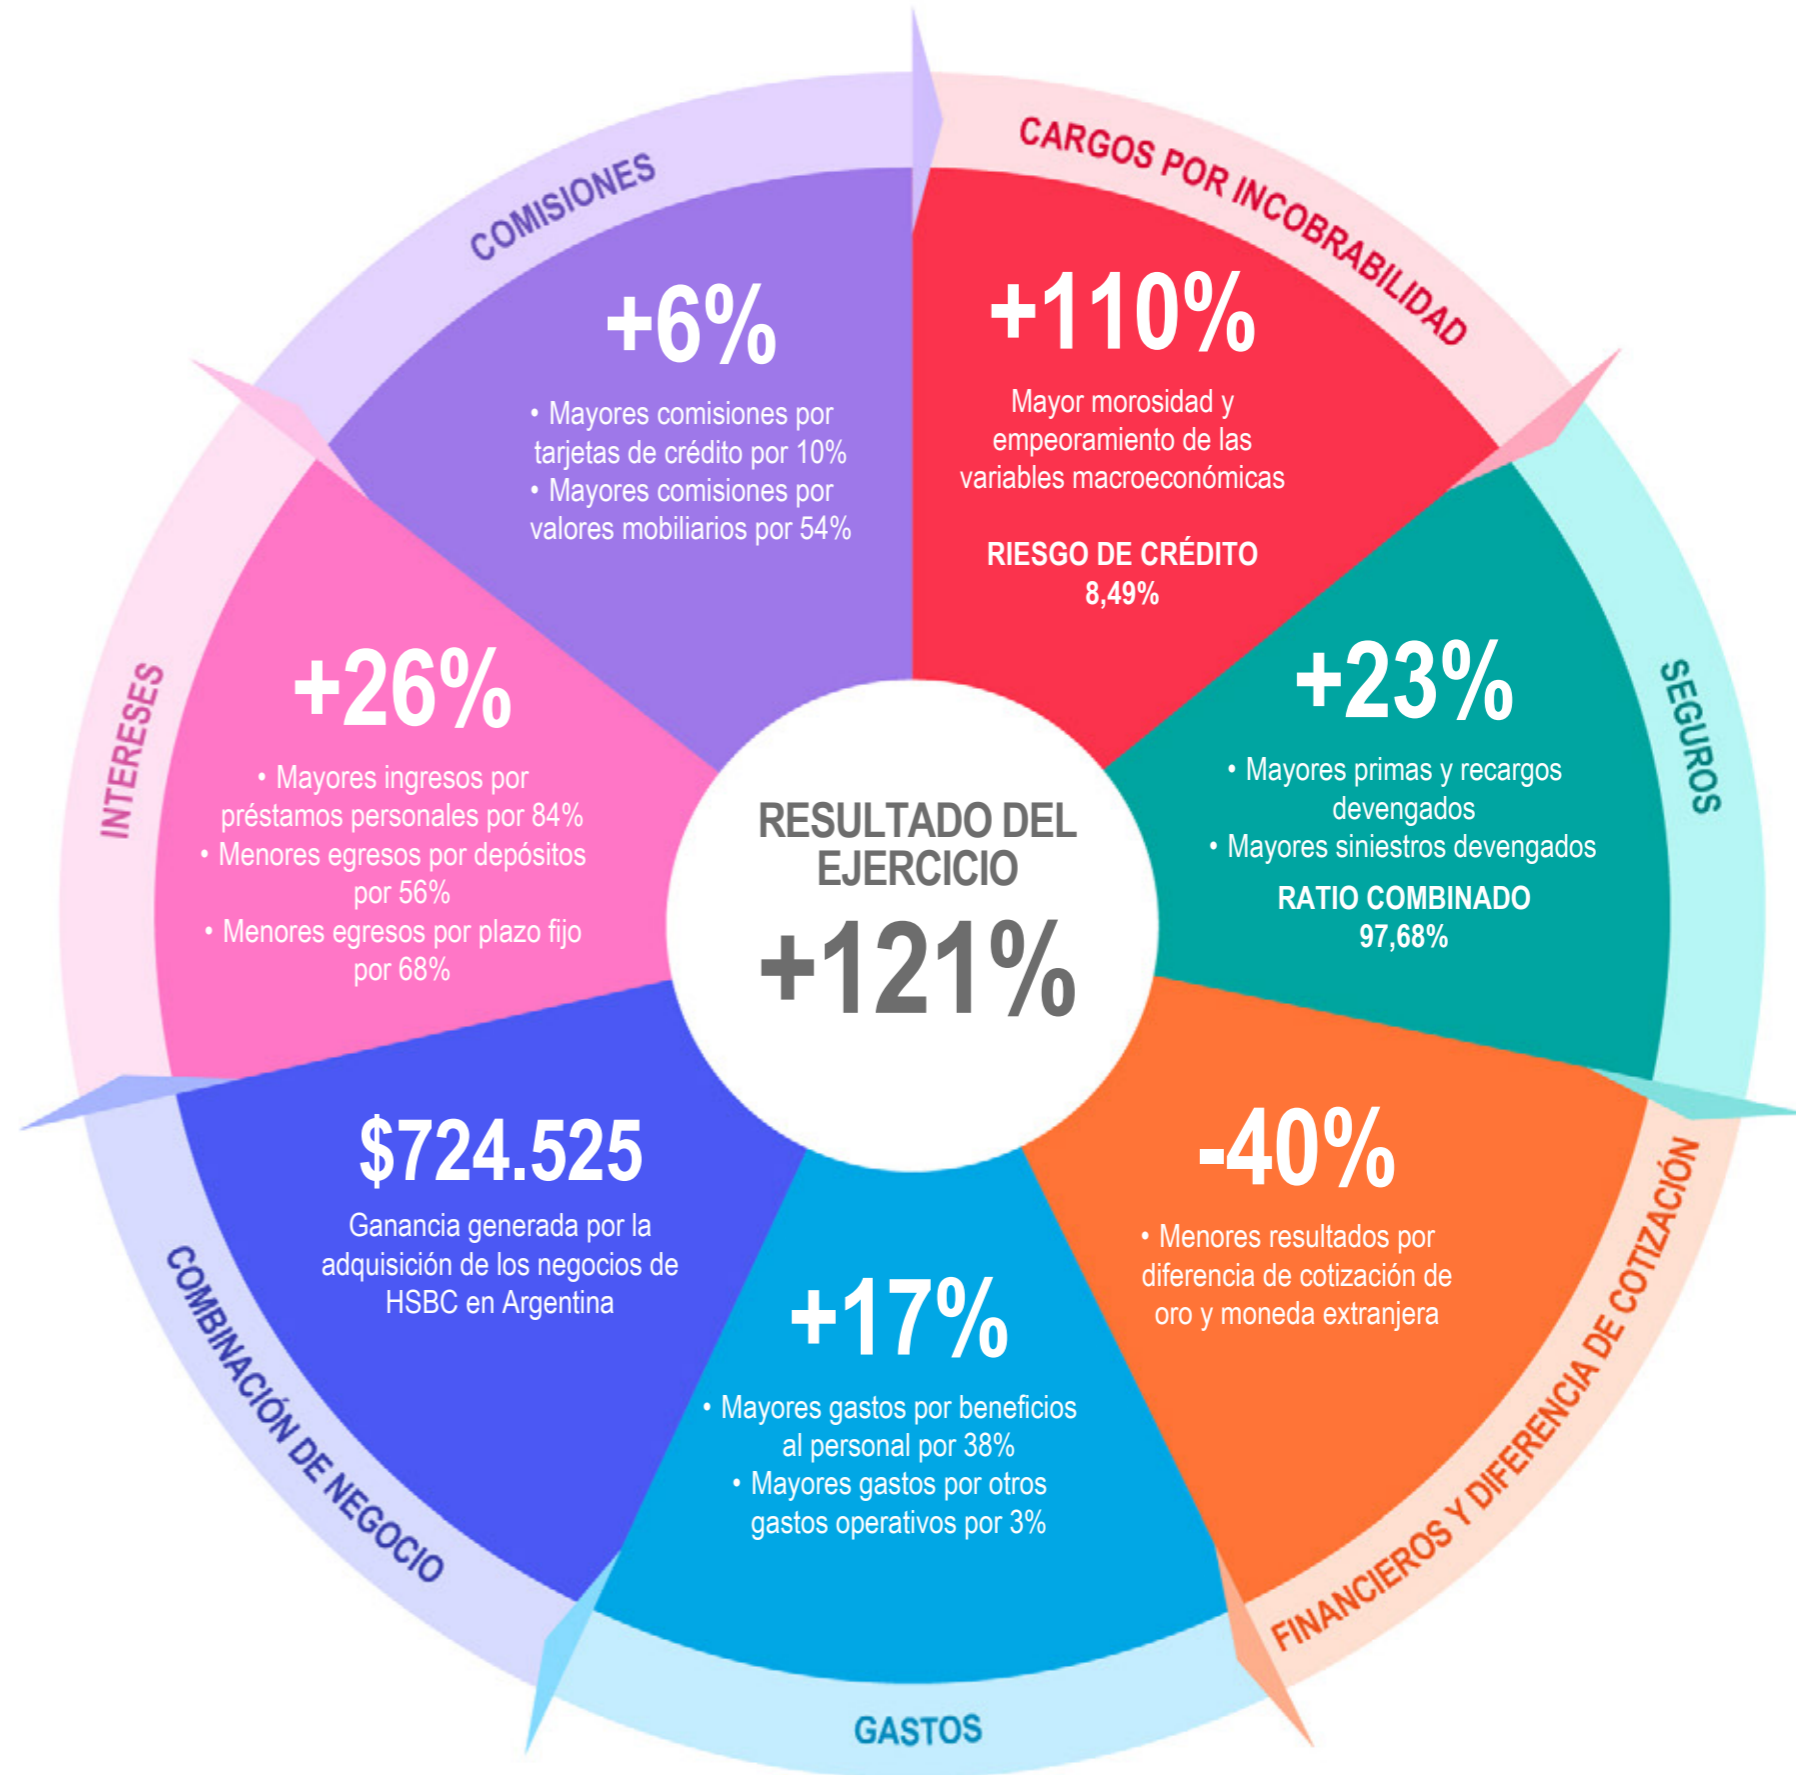 COMISIONES
+6%
• Mayores comisiones por
tarjetas de crédito por 10%
• Mayores comisiones por
valores mobiliarios por 54%
CARGOS POR INCOBRABILIDAD
+110%
Mayor morosidad y
empeoramiento de las
variables macroeconómicas
RIESGO DE CRÉDITO
8,49%
SEGUROS
+23%
• Mayores primas y recargos
devengados
• Mayores siniestros devengados
RATIO COMBINADO
97,68%
FINANCIEROS Y DIFERENCIA DE COTIZACIÓN
-40%
• Menores resultados por
diferencia de cotización de
oro y moneda extranjera
GASTOS
+17%
• Mayores gastos por beneficios
al personal por 38%
• Mayores gastos por otros
gastos operativos por 3%
COMBINACIÓN DE NEGOCIO
$724.525
Ganancia generada por la
adquisición de los negocios de
HSBC en Argentina
INTERESES
+26%
• Mayores ingresos por
préstamos personales por 84%
• Menores egresos por depósitos
por 56%
• Menores egresos por plazo fijo
por 68%
RESULTADO DEL
EJERCICIO
+121%